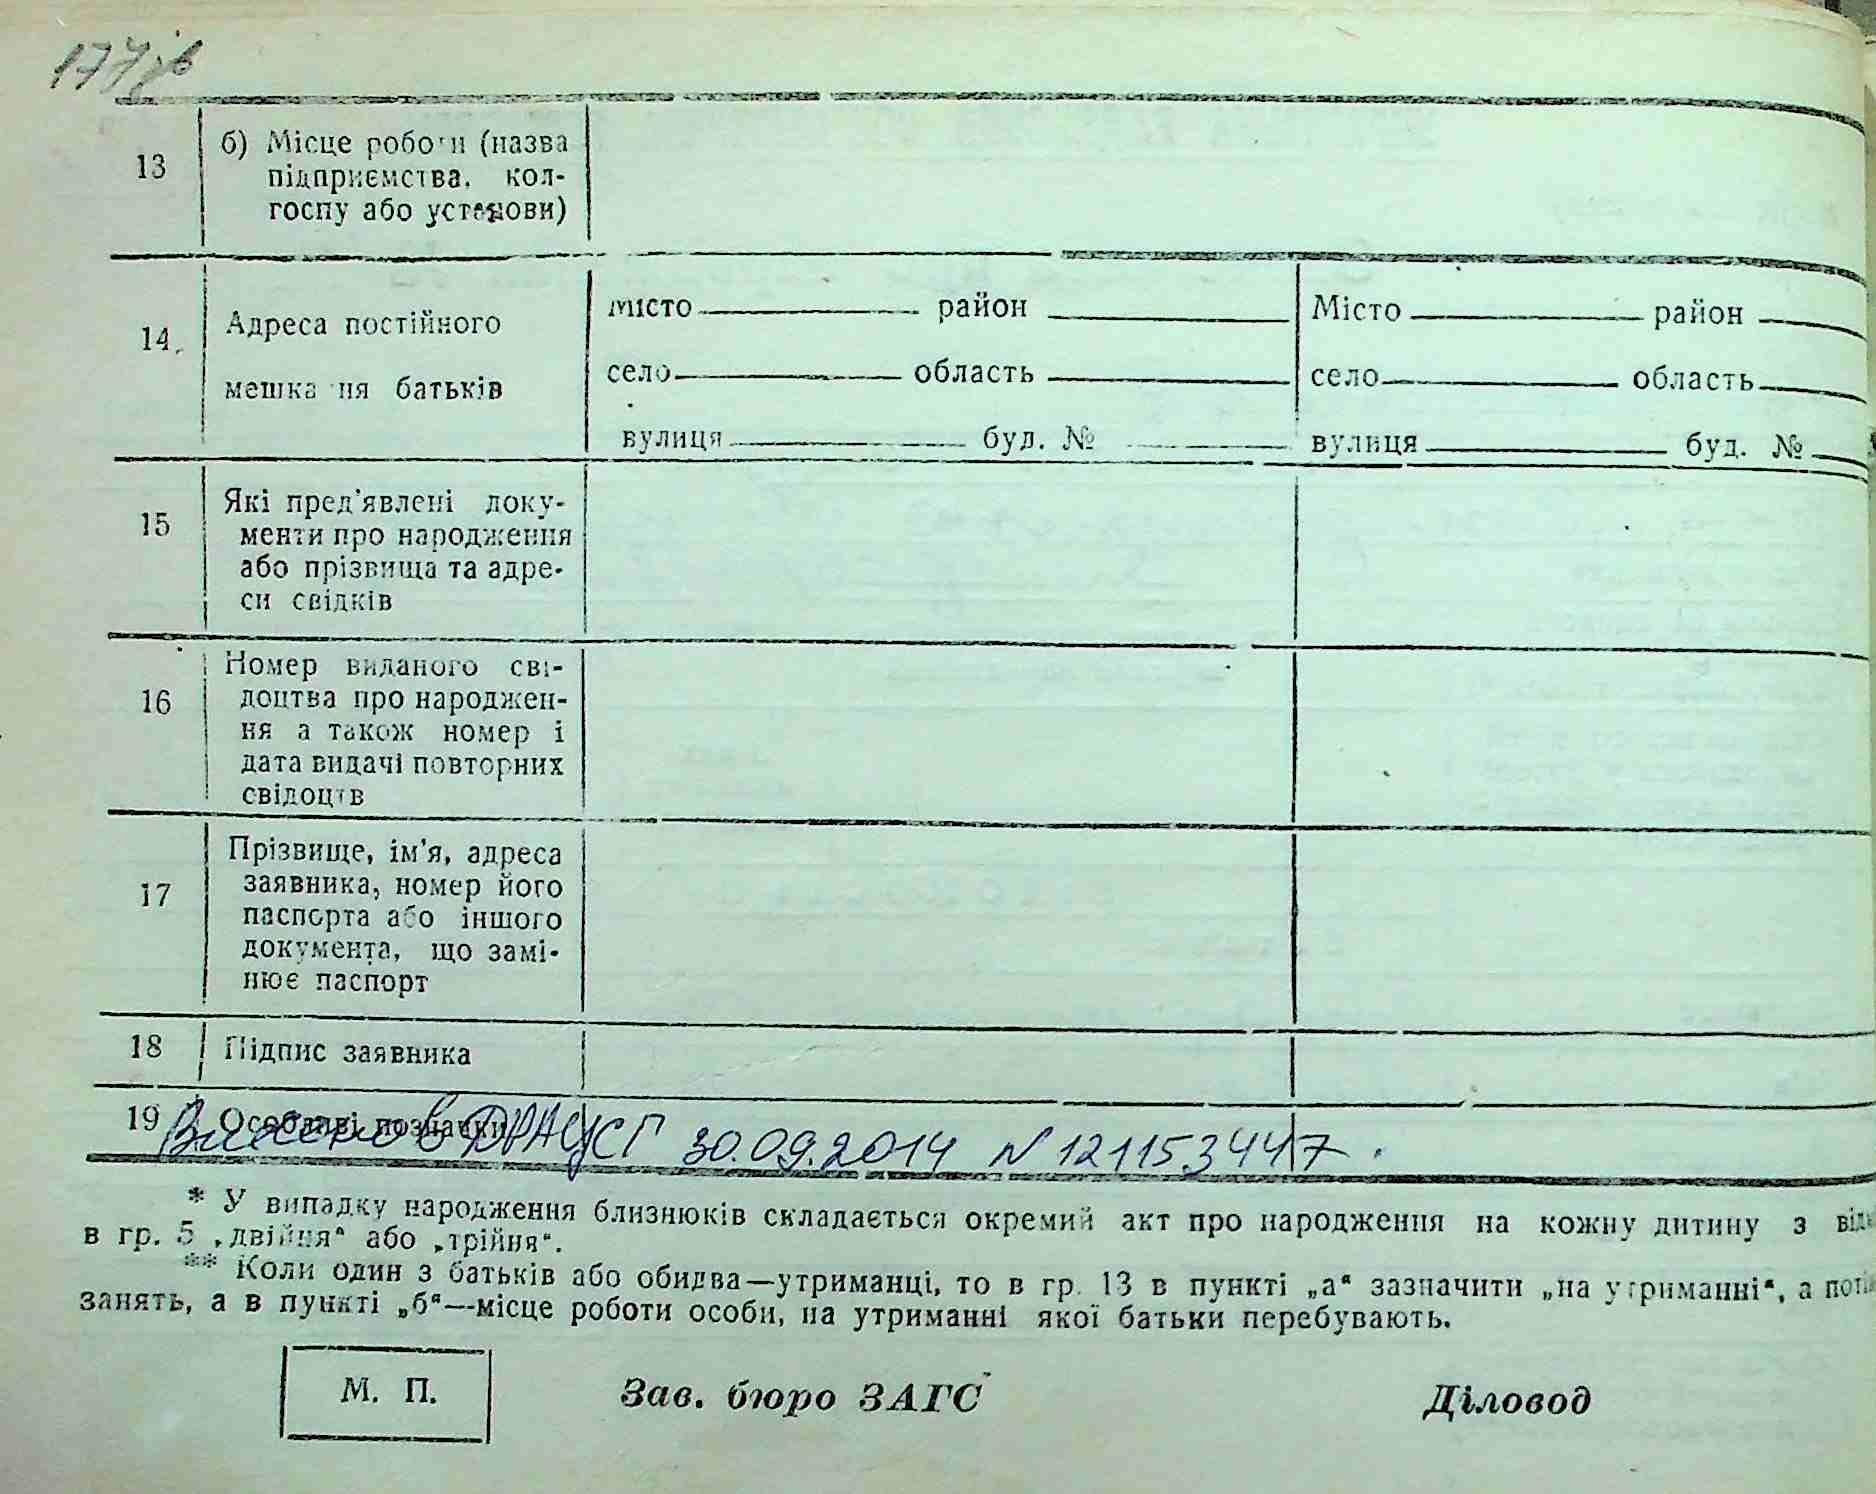 177зв
13
б) Місце роботи (назва
підприємства, кол-
госпу або установи)
14
Адреса постійного
мешкання батьків
місто район
село область
вулиця буд. №
Місто район
село область
вулиця буд. №
15
Які пред'явлені доку-
менти про народження
або прізвища та адре-
си свідків
16
Номер виданого сві-
доцтва про народжен-
ня а також номер і
дата видачі повторних
свідоцтв
17
Прізвище, ім'я, адреса
заявника, номер його
паспорта або іншого
документа, що замі-
нює паспорт
18
Підпис заявника
19
Особливі позначки
Внесено в ДРАЦСГ 30.09.2014 N 121153447.
* У випадку народження близнюків складається окремий акт про народження на кожну дитину з
в гр. 5 „двійня“ або „трійня“.
** Коли один з батьків або обидва—утриманці, то в гр. 13 в пункті „а“ зазначити „на утриманні“, а
занять, а в пункті „б“—місце роботи особи, на утриманні якої батьки перебувають.
М. П.
Зав. бюро ЗАГС
Діловод